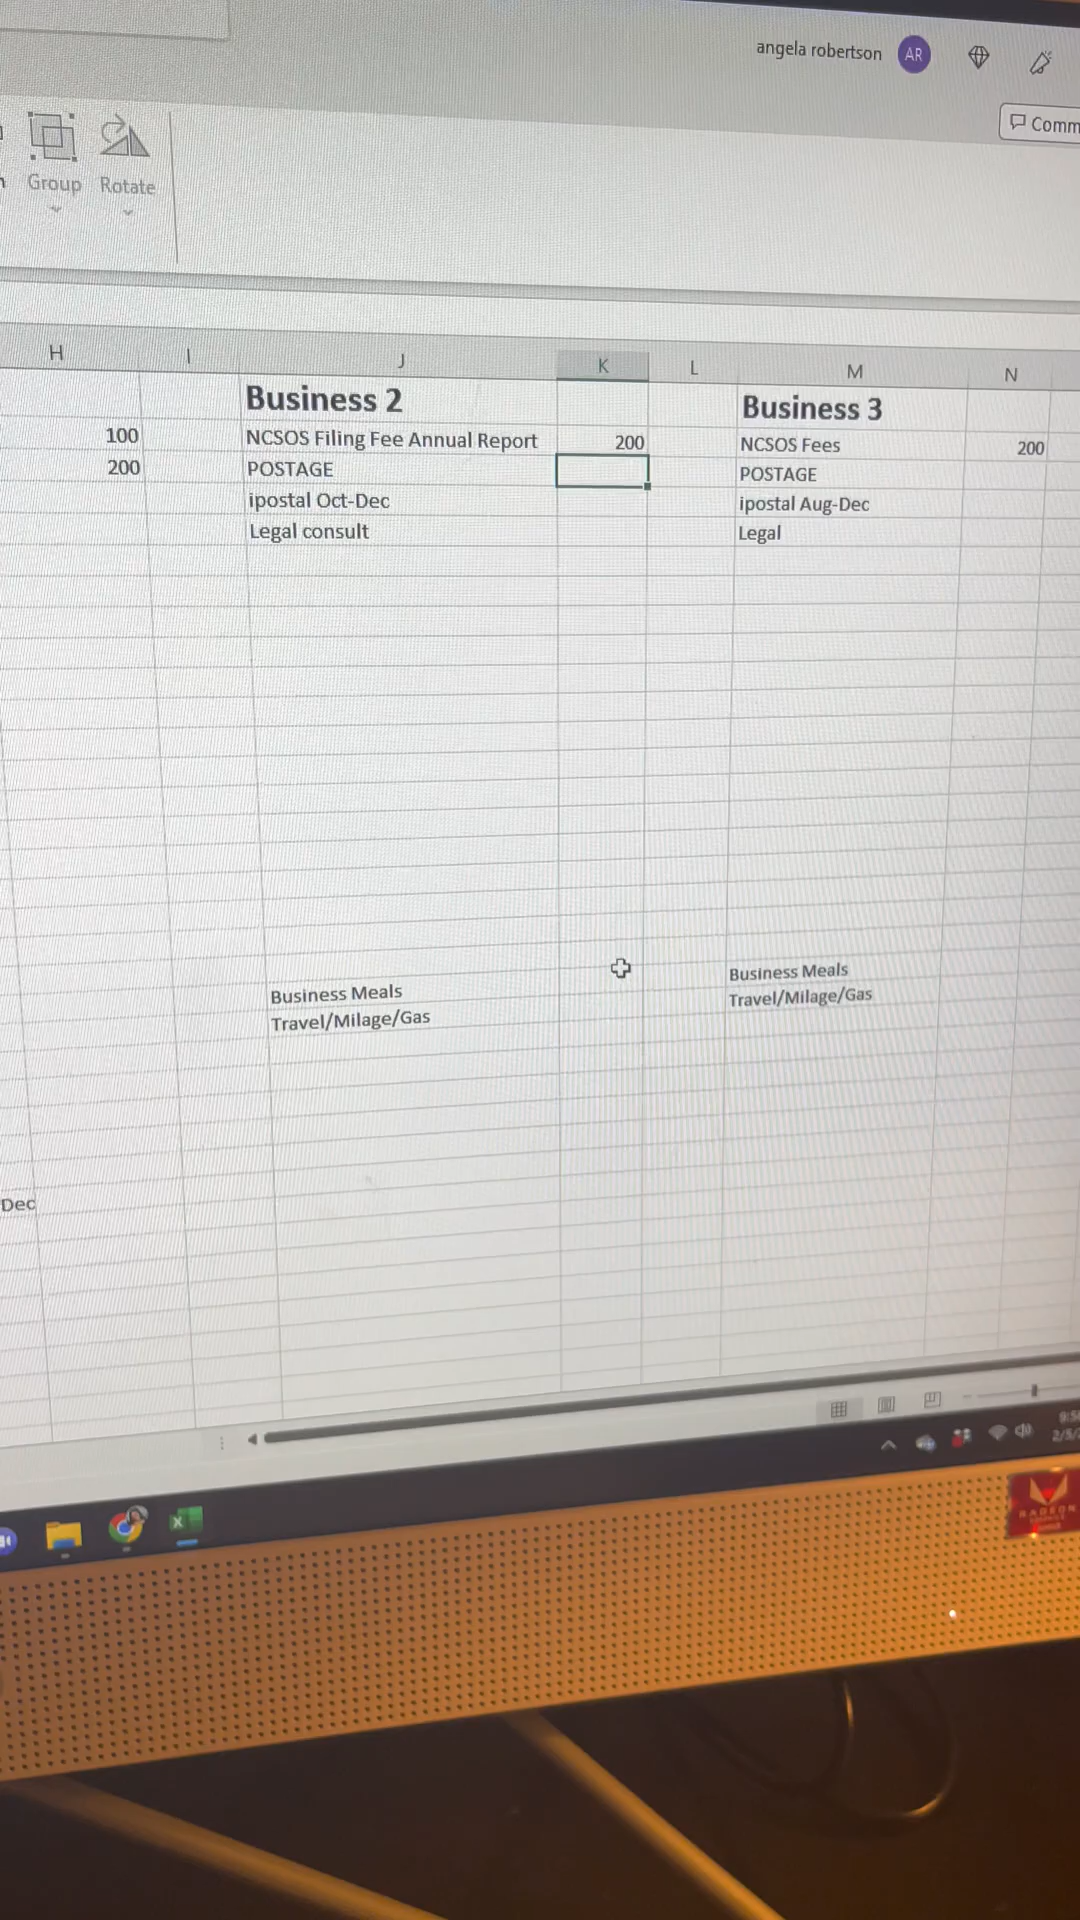 angela robertson AR
Comm
Group Rotate
H I J K L M N
Business 2 Business 3
100 NCSOS Filing Fee Annual Report 200 NCSOS Fees 200
200 POSTAGE POSTAGE
ipostal Oct-Dec ipostal Aug-Dec
Legal consult Legal
Business Meals Business Meals
Travel/Milage/Gas Travel/Milage/Gas
Dec
RADEON